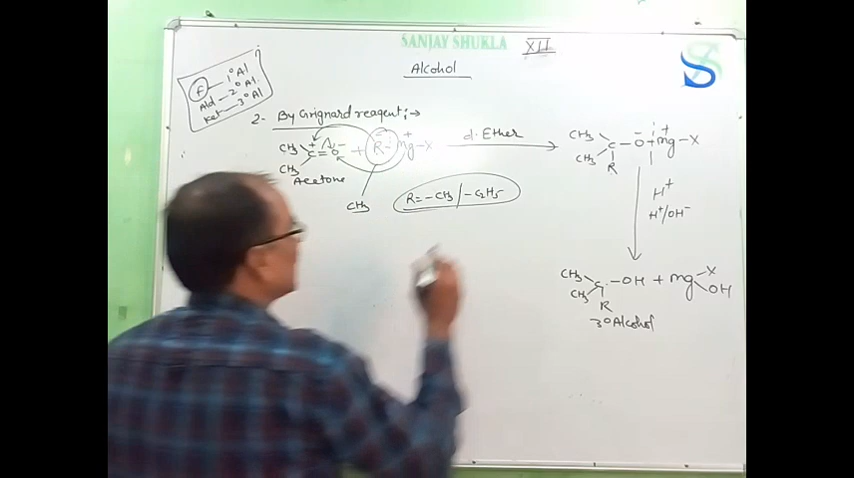 SANJAY SHUKLA
XII
S
Alcohol
F — 1° Al
Ald — 2° Al.
Ket — 3° Al
2- By Grignard reagent :→
CH3 CH3 C=O + R- mg-X d. Ether
Acetone
CH3
R = -CH3 / -C2H5
CH3 CH3 C-O mg-X
R
H+
H+/OH-
CH3 CH3 C-OH + mg X OH
R
3° Alcohol